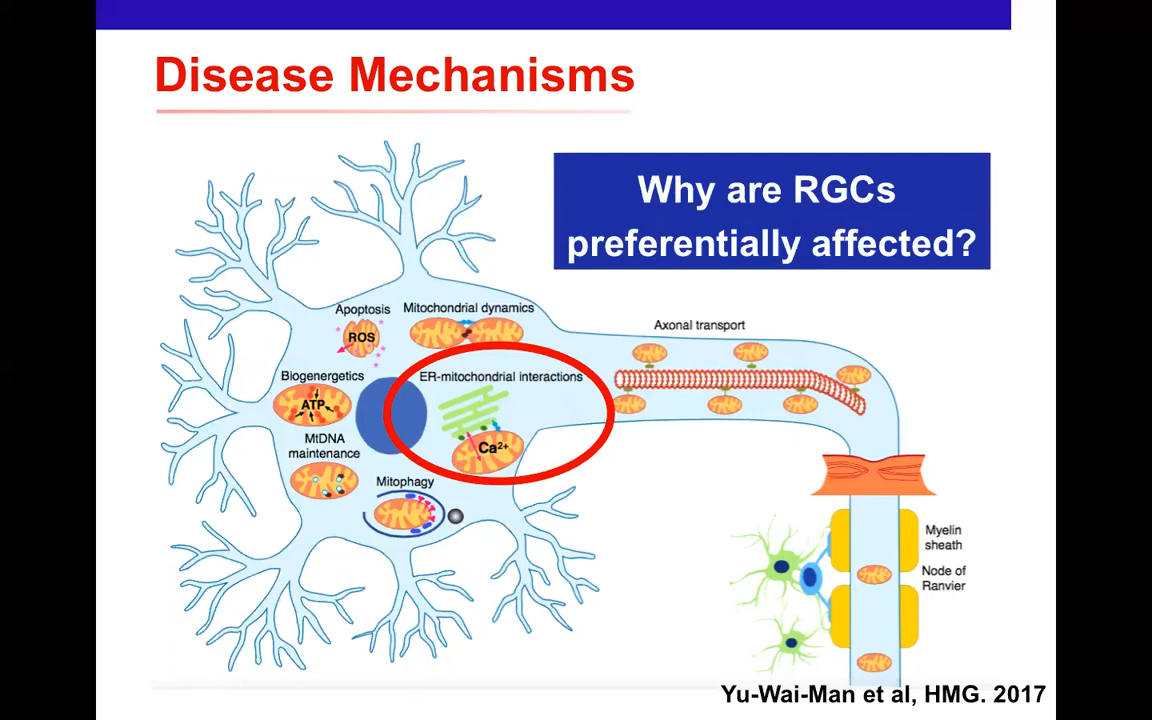 Disease Mechanisms
Why are RGCs
preferentially affected?
Apoptosis
ROS
Mitochondrial dynamics
Axonal transport
Biogenergetics
ATP
ER-mitochondrial interactions
Ca²⁺
MtDNA
maintenance
Mitophagy
Myelin
sheath
Node of
Ranvier
Yu-Wai-Man et al, HMG. 2017